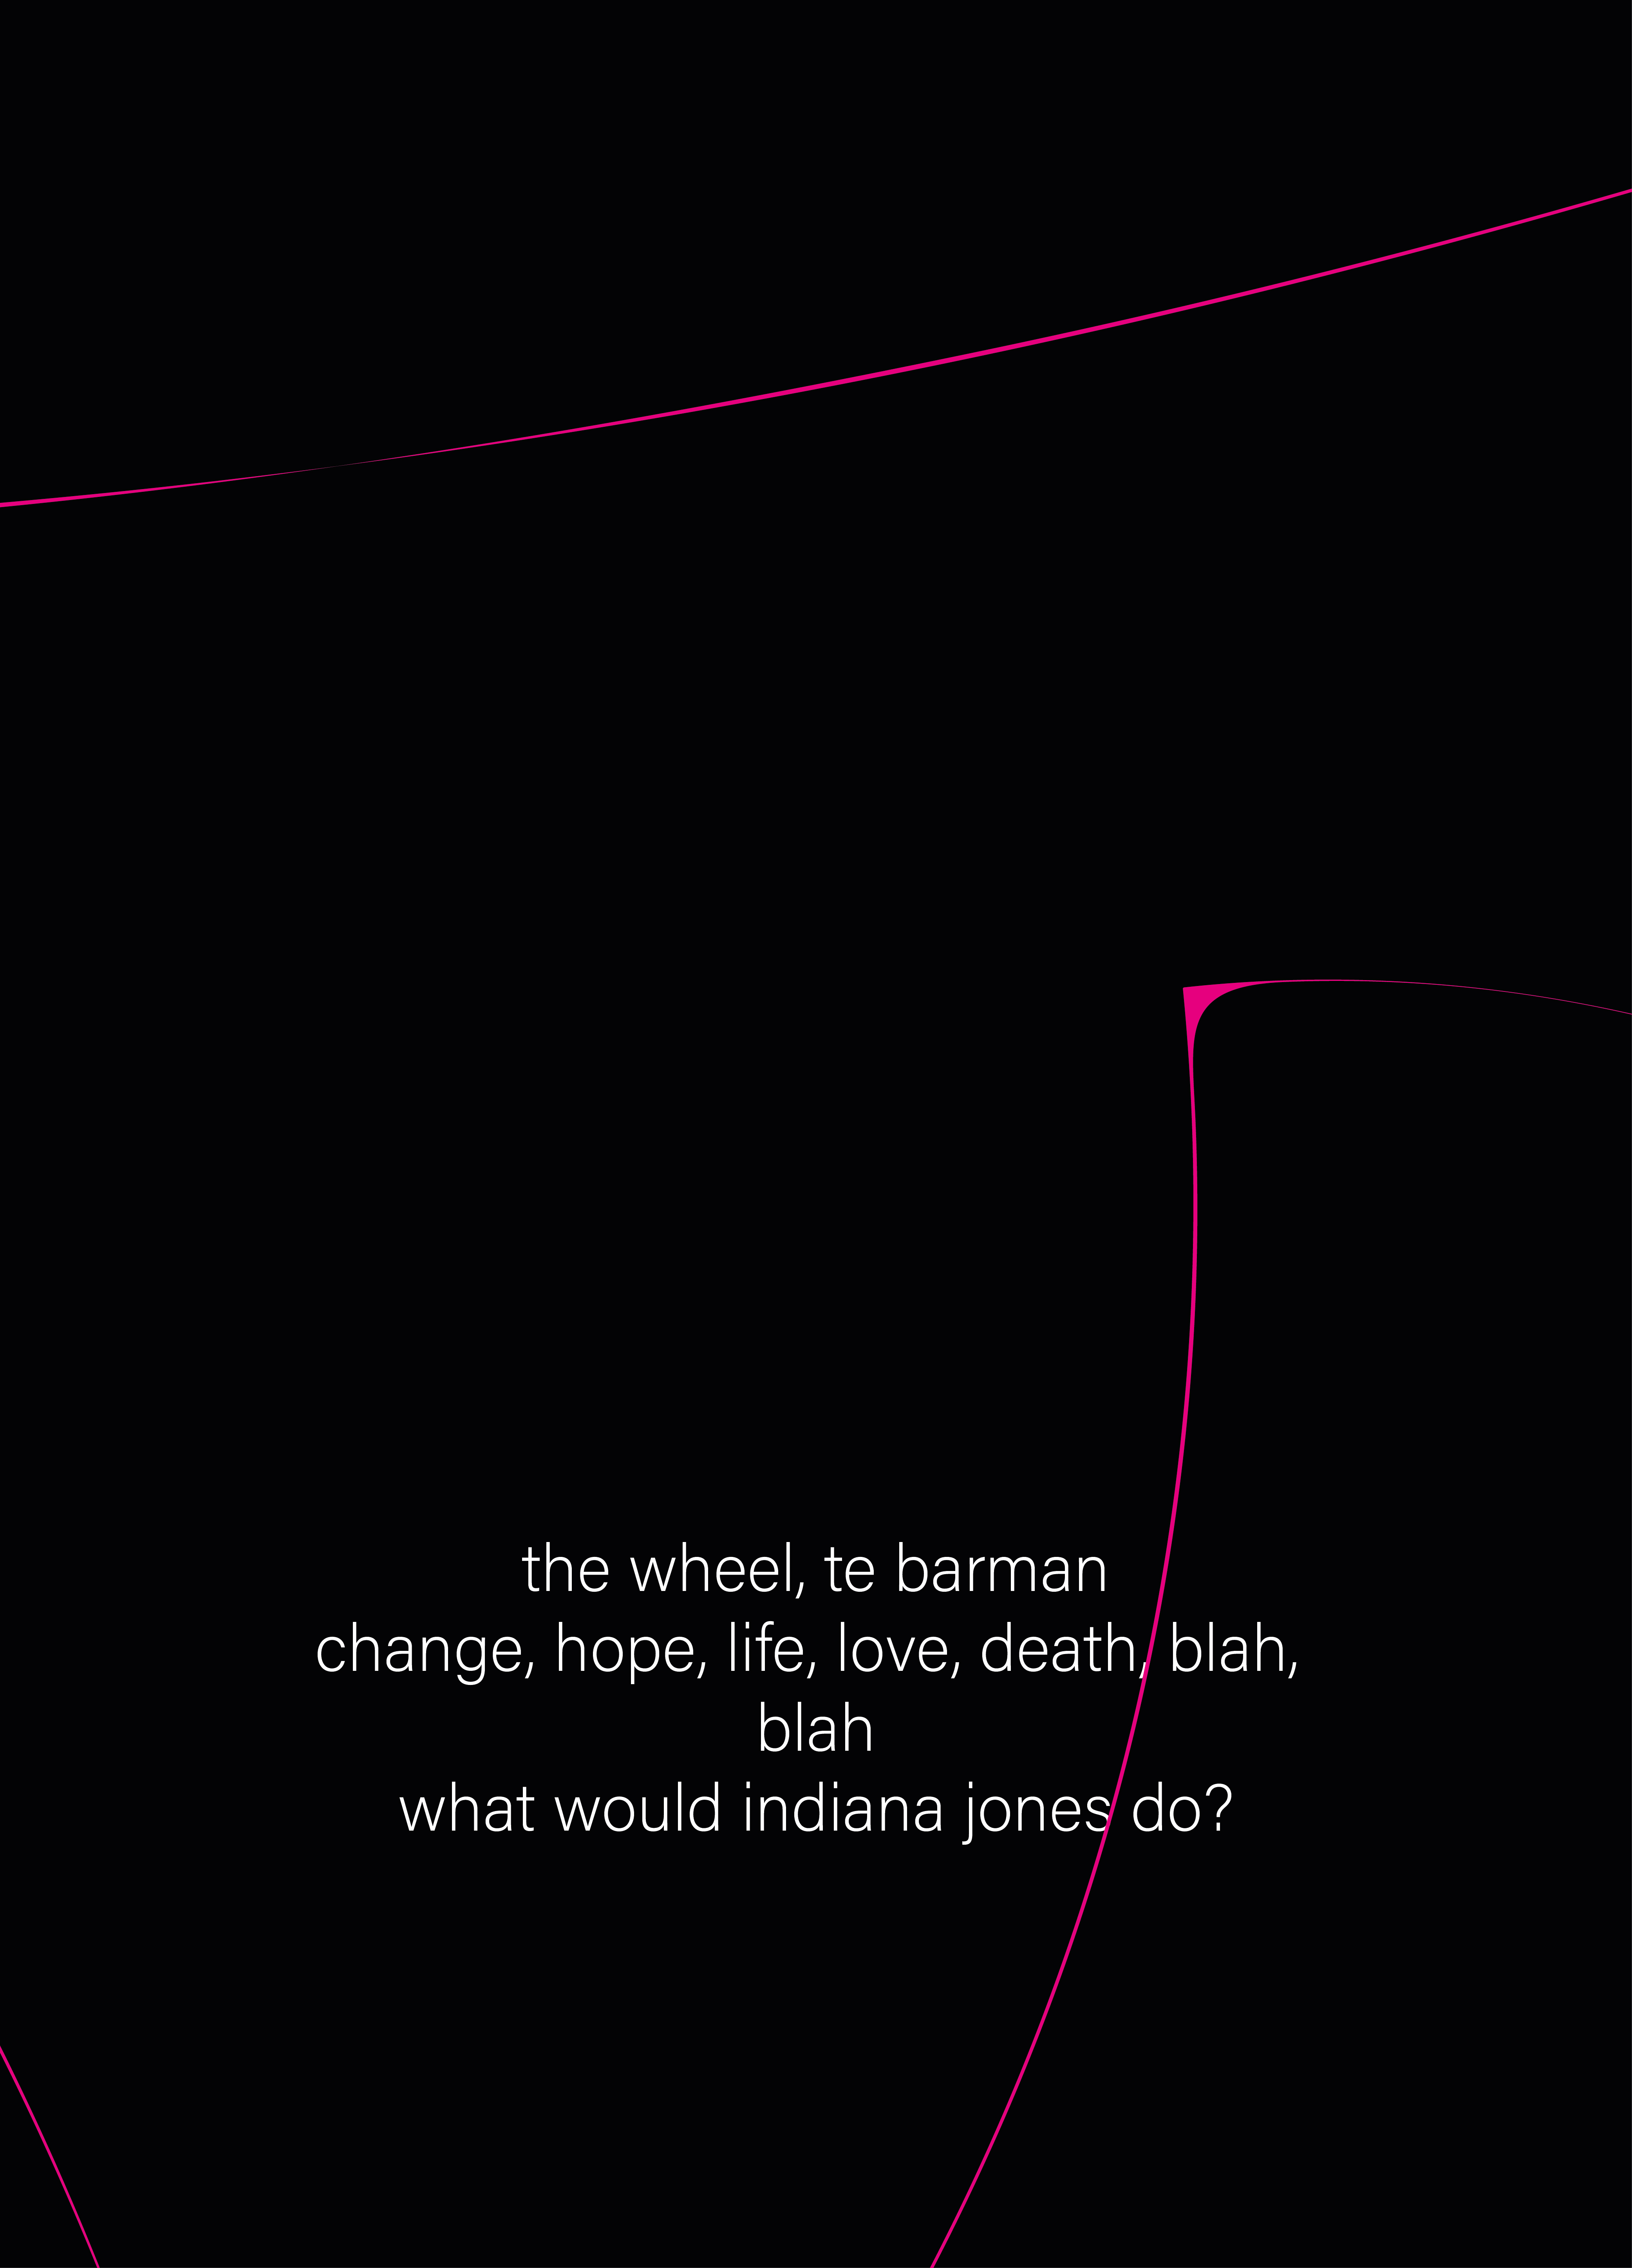 the wheel, te barman
change, hope, life, love, death, blah,
blah
what would indiana jones do?